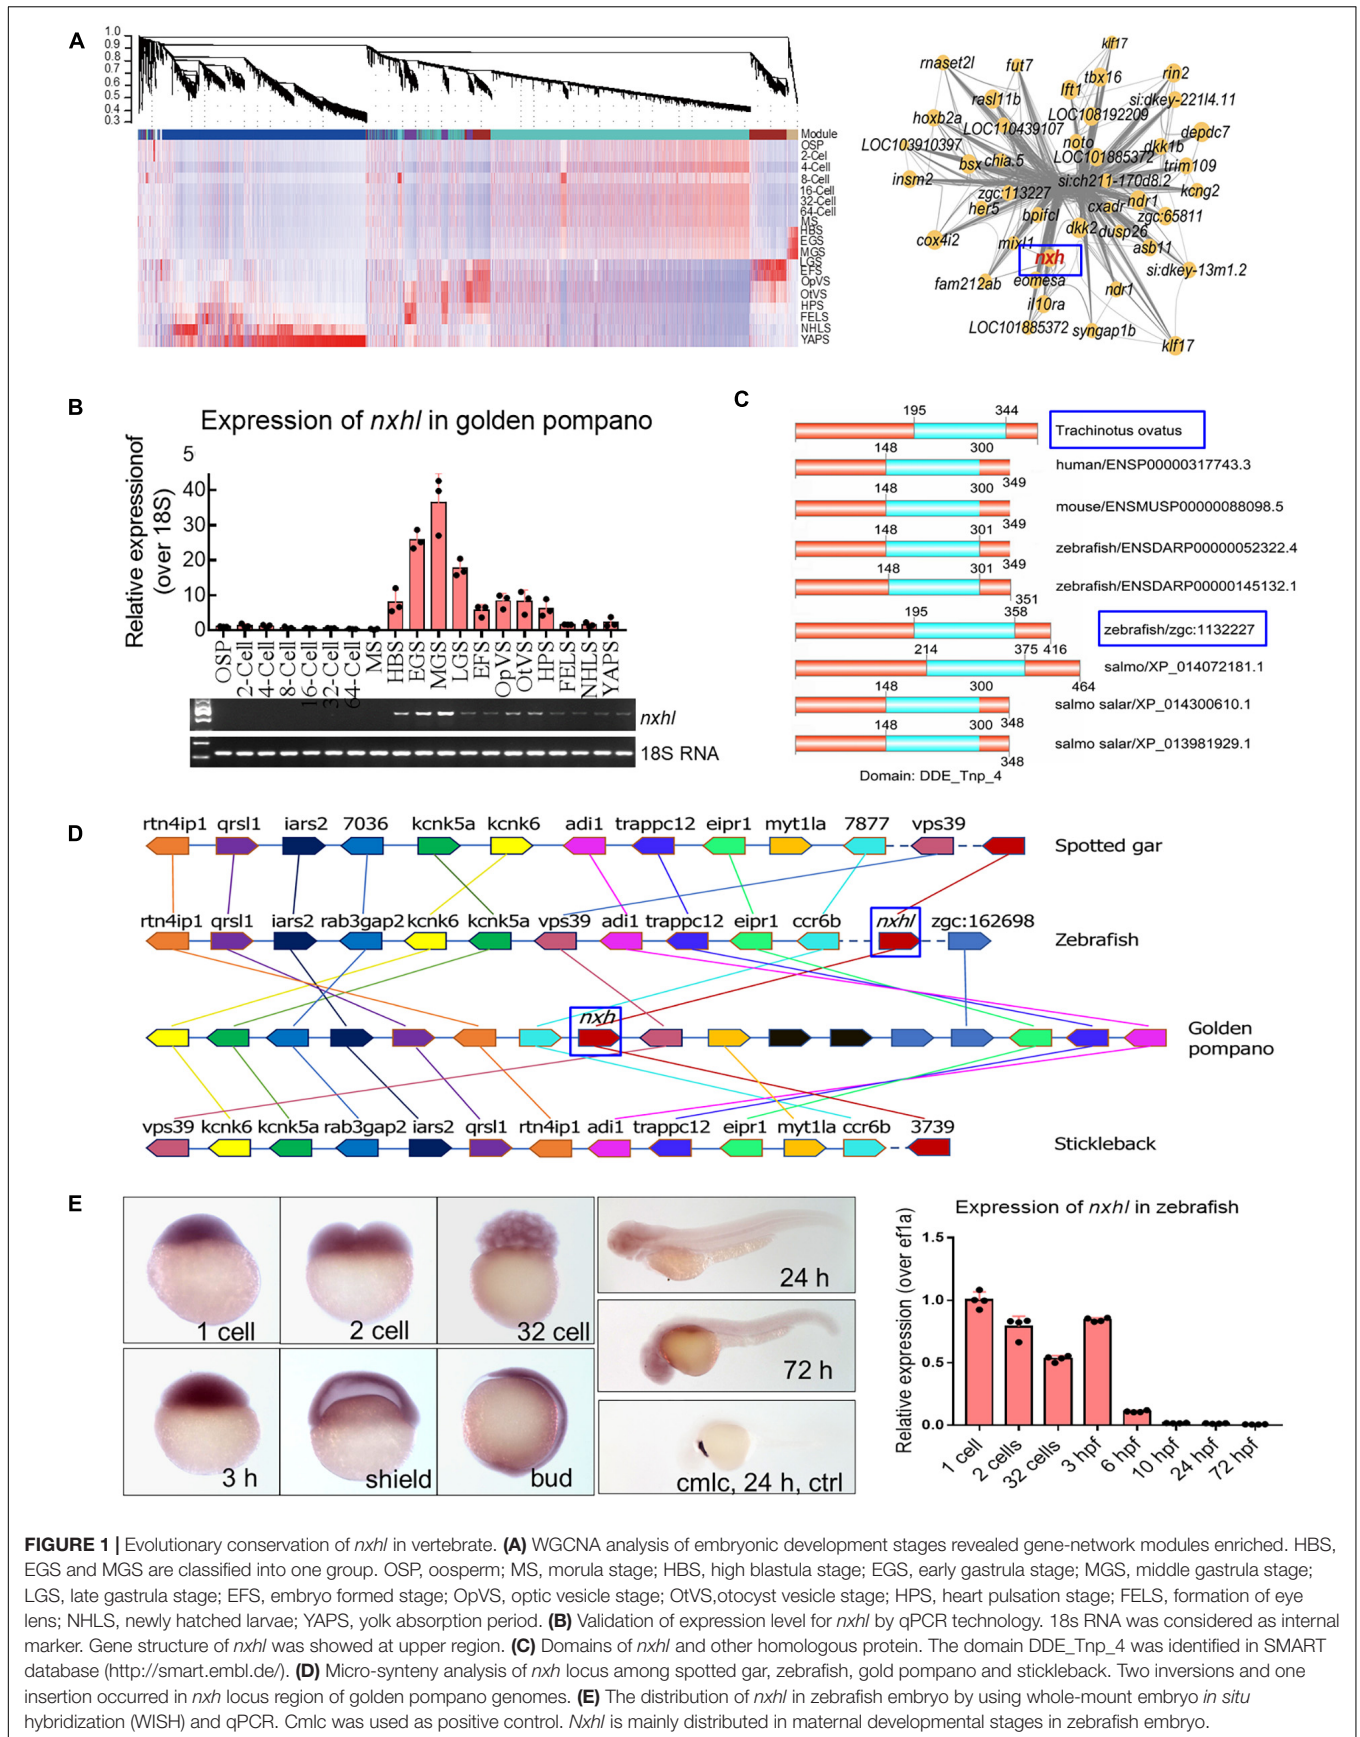 A
1.0
0.9
0.8
0.7
0.6
0.5
0.4
0.3
Module
OSP
2-Cel
4-Cell
8-Cell
16-Cell
32-Cell
64-Cell
MS
HBS
EGS
MGS
LGS
EFS
OpVS
OtVS
HPS
FELS
NHLS
YAPS
klf17
rnaset2l
fut7
tbx16
rin2
lft1
rasl11b
si:dkey-221l4.11
hoxb2a
LOC108192209
LOC110439107
depdc7
LOC103910397
noto
dkk1b
LOC101885372
bsx
chia.5
trim109
insm2
si:ch211-170d8.2
zgc:113227
kcng2
her5
cxadr
ndr1
bpifcl
zgc:65811
dkk2
dusp26
cox4i2
mixl1
asb11
nxh
si:dkey-13m1.2
fam212ab
eomesa
ndr1
il10ra
LOC101885372
syngap1b
klf17
B
Expression of nxhl in golden pompano
Relative expressionof
(over 18S)
5
40
30
20
10
0
OSP
2-Cell
4-Cell
8-Cell
16-Cell
32-Cell
64-Cell
MS
HBS
EGS
MGS
LGS
EFS
OpVS
OtVS
HPS
FELS
NHLS
YAPS
nxhl
18S RNA
C
195 344
Trachinotus ovatus
148 300
human/ENSP00000317743.3
349
148 300
mouse/ENSMUSP00000088098.5
349
148 301
zebrafish/ENSDARP00000052322.4
349
148 301
zebrafish/ENSDARP00000145132.1
351
195 358
zebrafish/zgc:1132227
416
214 375
salmo/XP_014072181.1
464
148 300
salmo salar/XP_014300610.1
348
148 300
salmo salar/XP_013981929.1
348
Domain: DDE_Tnp_4
D
rtn4ip1 qrsl1 iars2 7036 kcnk5a kcnk6 adi1 trappc12 eipr1 myt1la 7877 vps39
Spotted gar
rtn4ip1 qrsl1 iars2 rab3gap2 kcnk6 kcnk5a vps39 adi1 trappc12 eipr1 ccr6b nxhl zgc:162698
Zebrafish
nxh
Golden
pompano
vps39 kcnk6 kcnk5a rab3gap2 iars2 qrsl1 rtn4ip1 adi1 trappc12 eipr1 myt1la ccr6b 3739
Stickleback
E
1 cell
2 cell
32 cell
3 h
shield
bud
24 h
72 h
cmlc, 24 h, ctrl
Expression of nxhl in zebrafish
Relative expression (over ef1a)
1.5
1.0
0.5
0.0
1 cell
2 cells
32 cells
3 hpf
6 hpf
10 hpf
24 hpf
72 hpf
FIGURE 1 | Evolutionary conservation of nxhl in vertebrate. (A) WGCNA analysis of embryonic development stages revealed gene-network modules enriched. HBS,
EGS and MGS are classified into one group. OSP, oosperm; MS, morula stage; HBS, high blastula stage; EGS, early gastrula stage; MGS, middle gastrula stage;
LGS, late gastrula stage; EFS, embryo formed stage; OpVS, optic vesicle stage; OtVS,otocyst vesicle stage; HPS, heart pulsation stage; FELS, formation of eye
lens; NHLS, newly hatched larvae; YAPS, yolk absorption period. (B) Validation of expression level for nxhl by qPCR technology. 18s RNA was considered as internal
marker. Gene structure of nxhl was showed at upper region. (C) Domains of nxhl and other homologous protein. The domain DDE_Tnp_4 was identified in SMART
database (http://smart.embl.de/). (D) Micro-synteny analysis of nxh locus among spotted gar, zebrafish, gold pompano and stickleback. Two inversions and one
insertion occurred in nxh locus region of golden pompano genomes. (E) The distribution of nxhl in zebrafish embryo by using whole-mount embryo in situ
hybridization (WISH) and qPCR. Cmlc was used as positive control. Nxhl is mainly distributed in maternal developmental stages in zebrafish embryo.